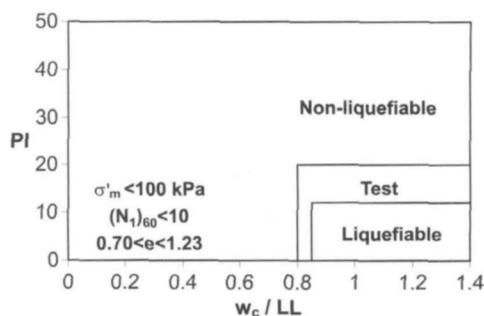 50
40
30
20
10
0
PI
Non-liquefiable
σ'm <100 kPa
(N1)60<10
0.70<e<1.23
Test
Liquefiable
0 0.2 0.4 0.6 0.8 1 1.2 1.4
wc / LL